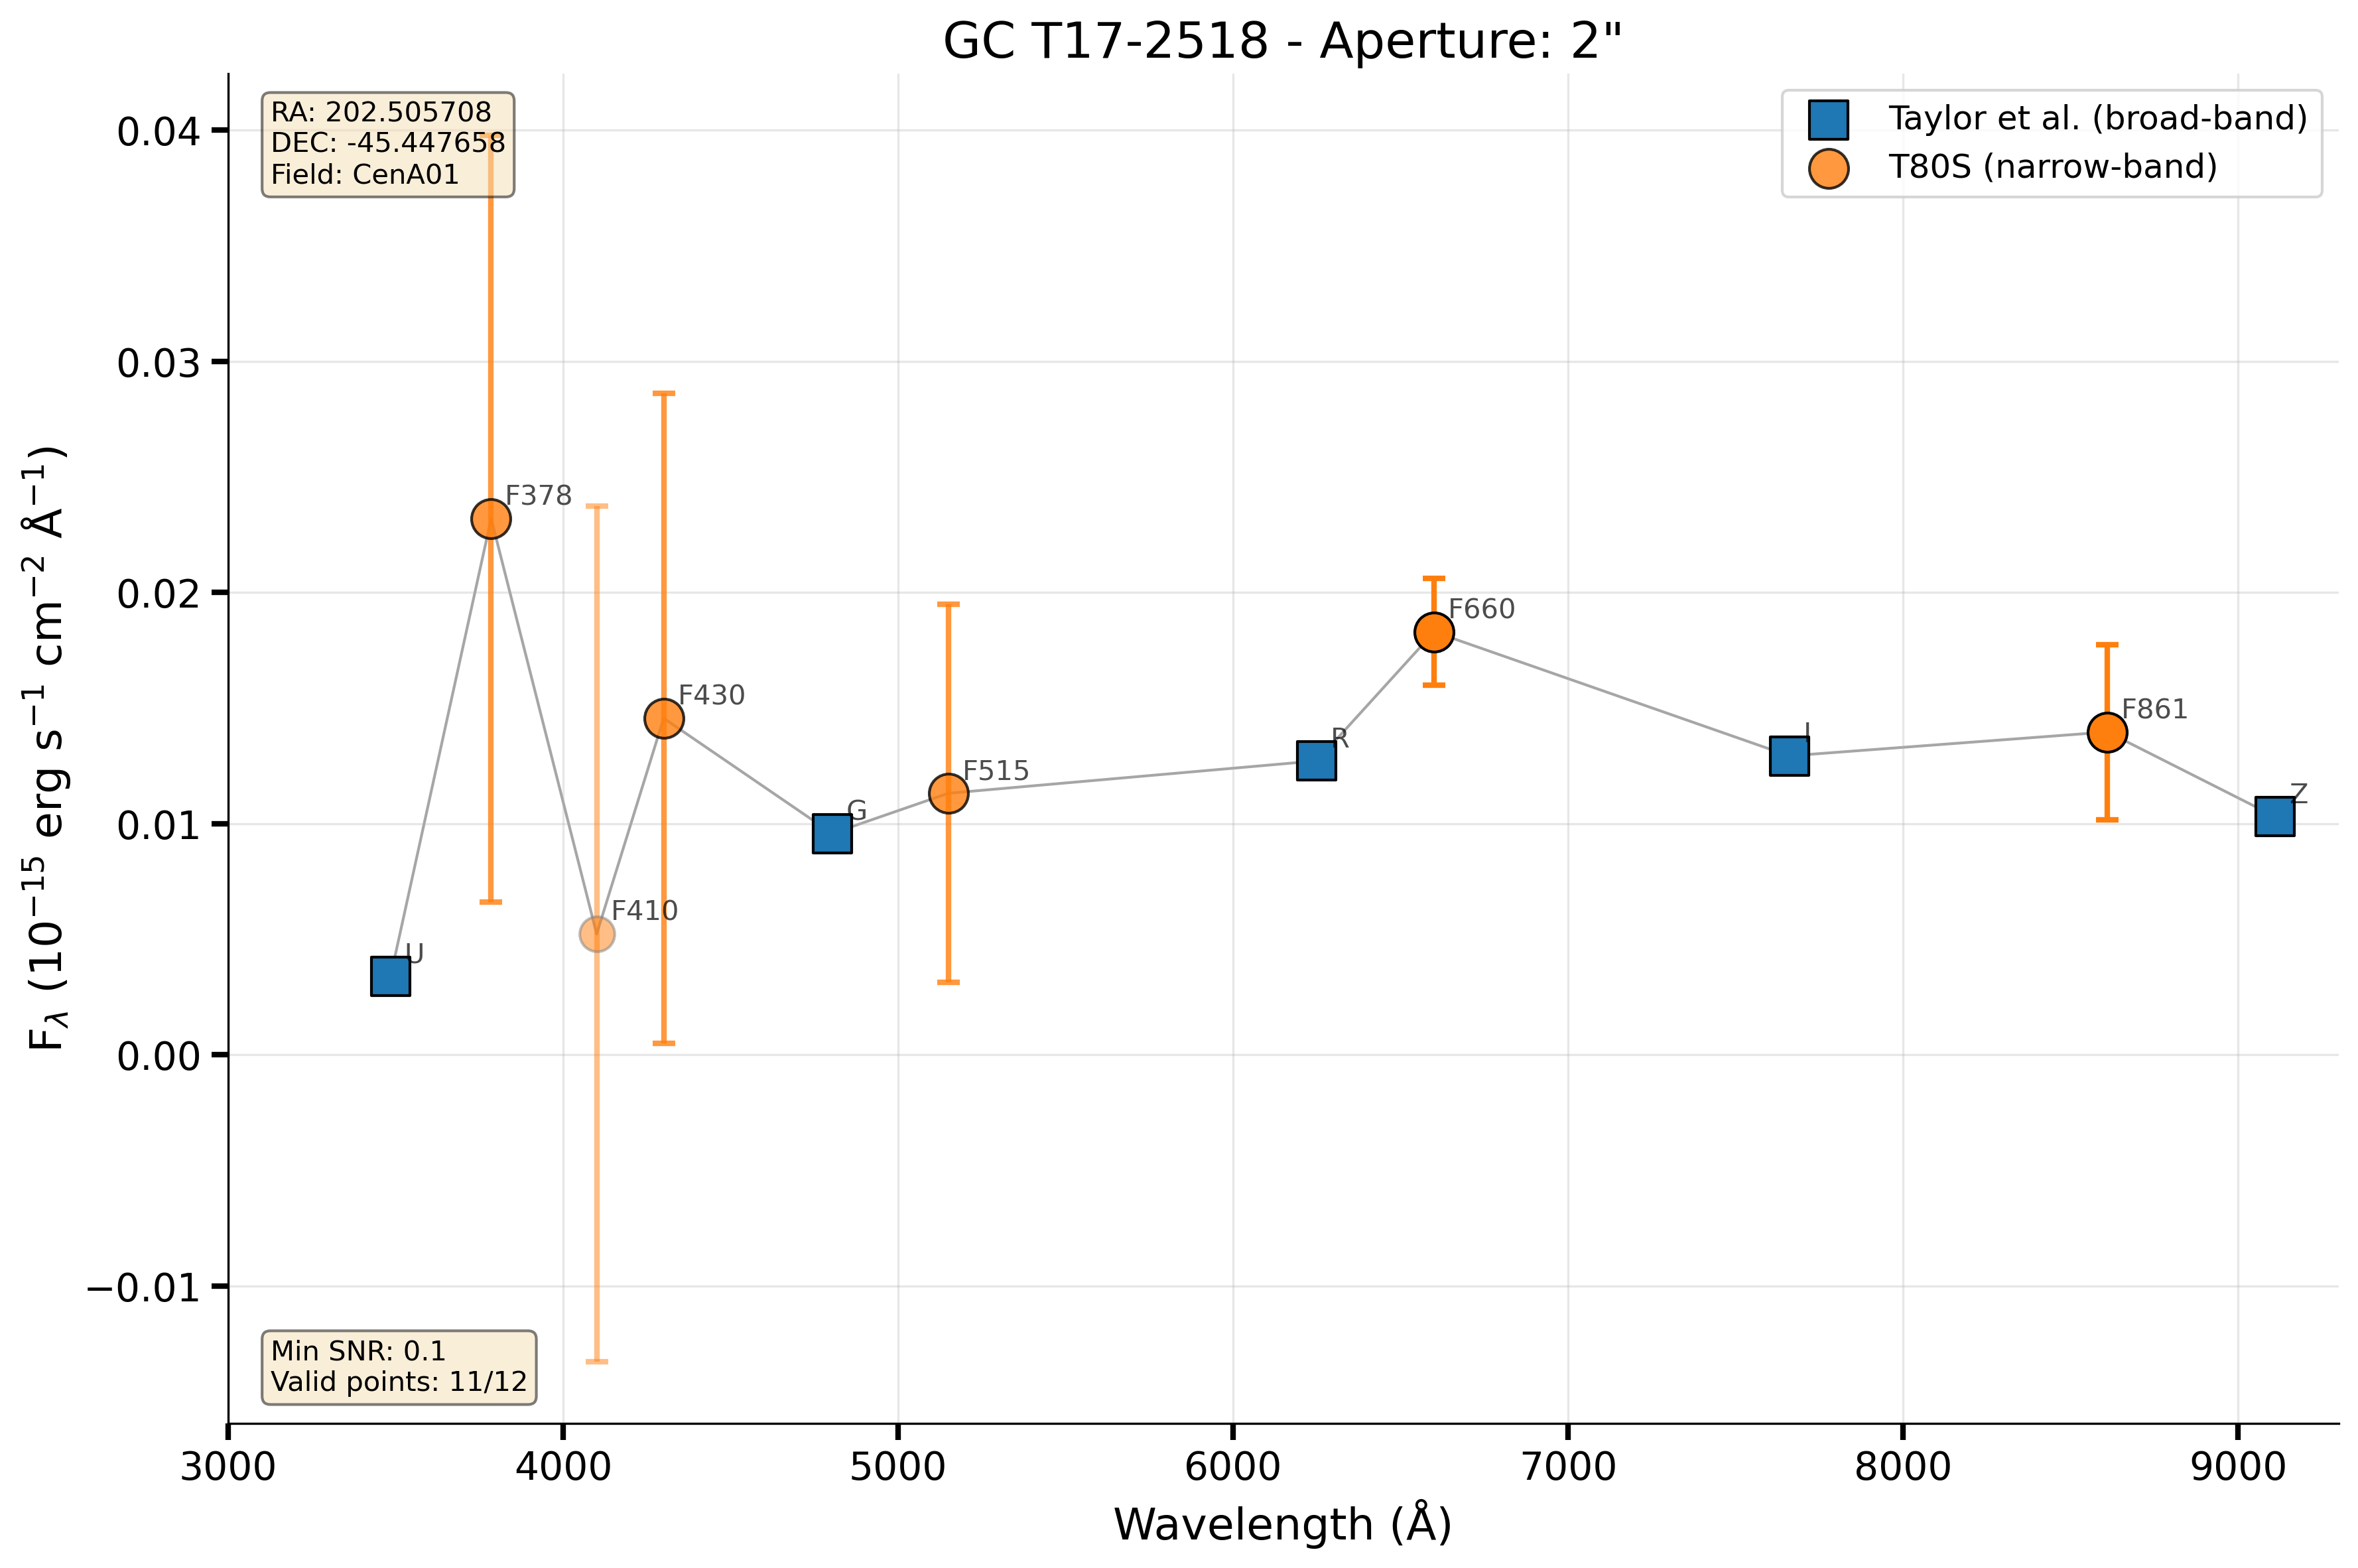 GC T17-2518 - Aperture: 2"
RA: 202.505708
DEC: -45.447658
Field: CenA01
Taylor et al. (broad-band)
T80S (narrow-band)
0.04
0.03
0.02
0.01
0.00
−0.01
F_λ (10⁻¹⁵ erg s⁻¹ cm⁻² Å⁻¹)
F378
F430
F410
U
G
F515
R
F660
I
F861
Z
Min SNR: 0.1
Valid points: 11/12
3000 4000 5000 6000 7000 8000 9000
Wavelength (Å)